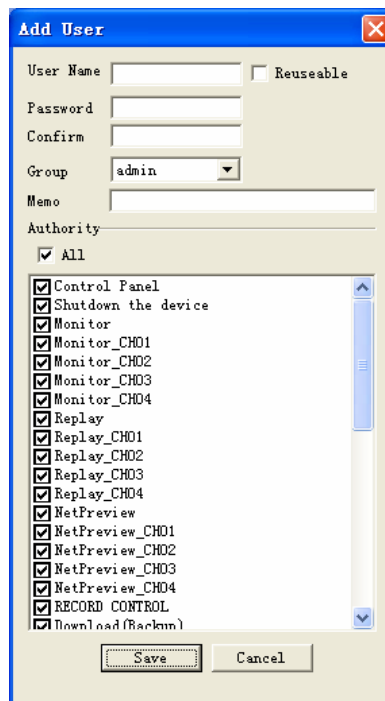 Add User
User Name
Reuseable
Password
Confirm
Group
admin
Memo
Authority
All
Control Panel
Shutdown the device
Monitor
Monitor_CH01
Monitor_CH02
Monitor_CH03
Monitor_CH04
Replay
Replay_CH01
Replay_CH02
Replay_CH03
Replay_CH04
NetPreview
NetPreview_CH01
NetPreview_CH02
NetPreview_CH03
NetPreview_CH04
RECORD CONTROL
Download(Backup)
Save Cancel